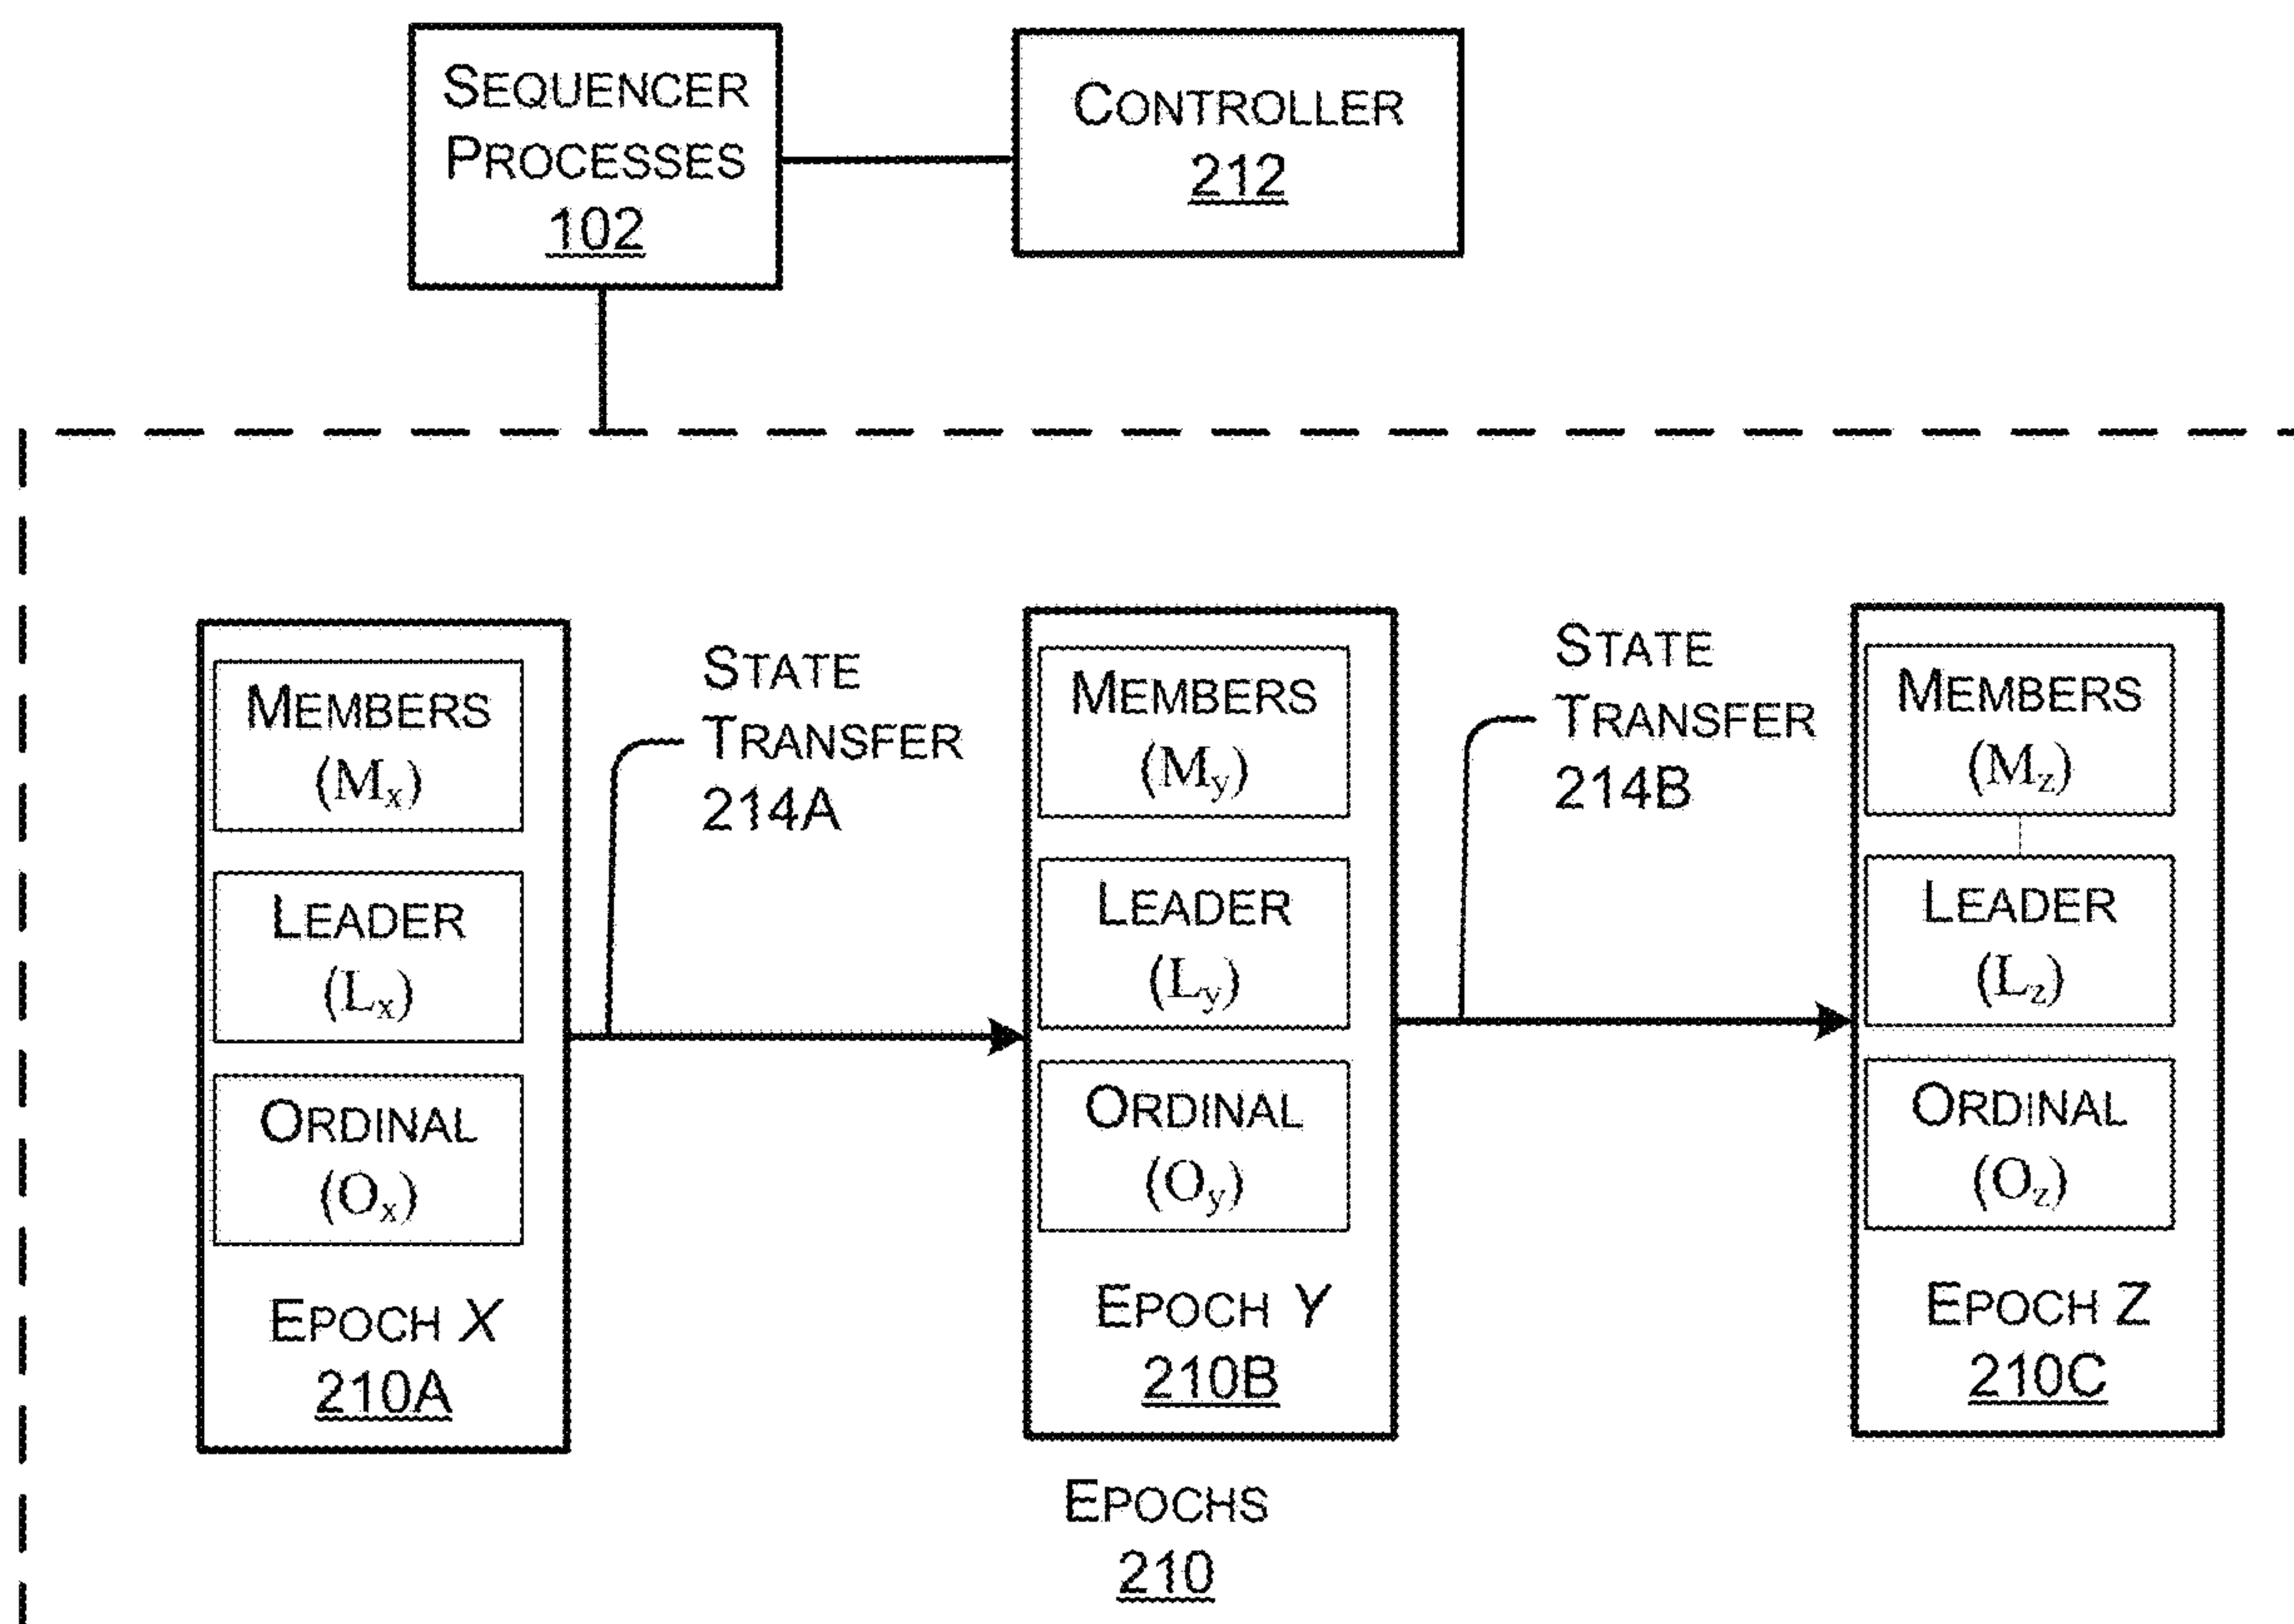 SEQUENCER
PROCESSES
102
CONTROLLER
212
MEMBERS
(Mx)
LEADER
(Lx)
ORDINAL
(Ox)
EPOCH X
210A
STATE
TRANSFER
214A
MEMBERS
(My)
LEADER
(Ly)
ORDINAL
(Oy)
EPOCH Y
210B
STATE
TRANSFER
214B
MEMBERS
(Mz)
LEADER
(Lz)
ORDINAL
(Oz)
EPOCH Z
210C
EPOCHS
210